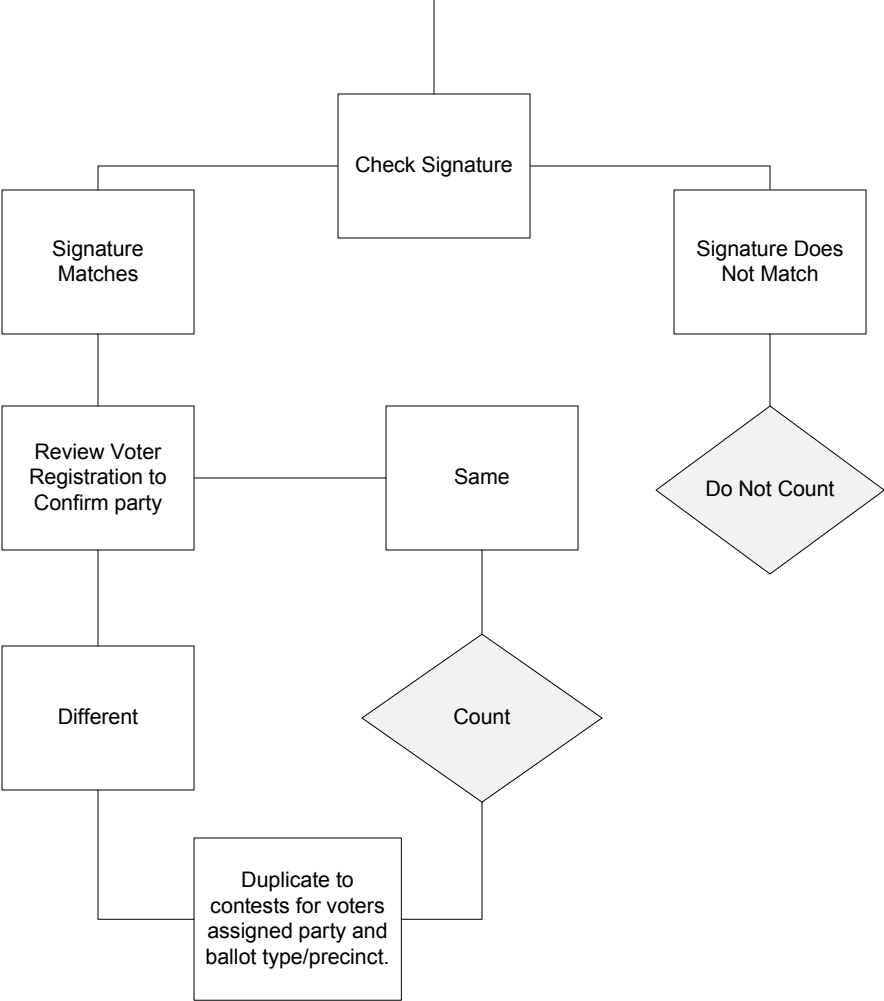 Check Signature
Signature
Matches
Signature Does
Not Match
Review Voter
Registration to
Confirm party
Same
Do Not Count
Different
Count
Duplicate to
contests for voters
assigned party and
ballot type/precinct.